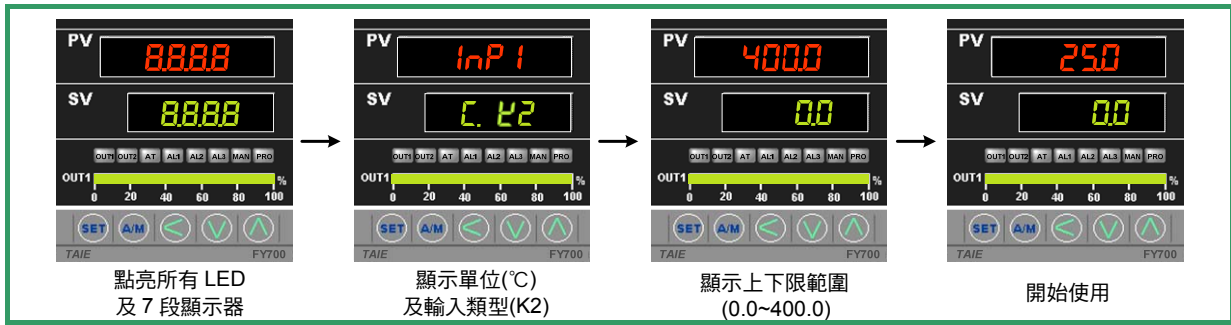 PV
8.8.8.8
SV
8.8.8.8
OUT1 OUT2 AT AL1 AL2 AL3 MAN PRO
OUT1
%
0 20 40 60 80 100
SET A/M
TAIE FY700
點亮所有 LED
及 7 段顯示器
PV
InP1
SV
C. K2
OUT1 OUT2 AT AL1 AL2 AL3 MAN PRO
OUT1
%
0 20 40 60 80 100
SET A/M
TAIE FY700
顯示單位(℃)
及輸入類型(K2)
PV
400.0
SV
0.0
OUT1 OUT2 AT AL1 AL2 AL3 MAN PRO
OUT1
%
0 20 40 60 80 100
SET A/M
TAIE FY700
顯示上下限範圍
(0.0~400.0)
PV
25.0
SV
0.0
OUT1 OUT2 AT AL1 AL2 AL3 MAN PRO
OUT1
%
0 20 40 60 80 100
SET A/M
TAIE FY700
開始使用